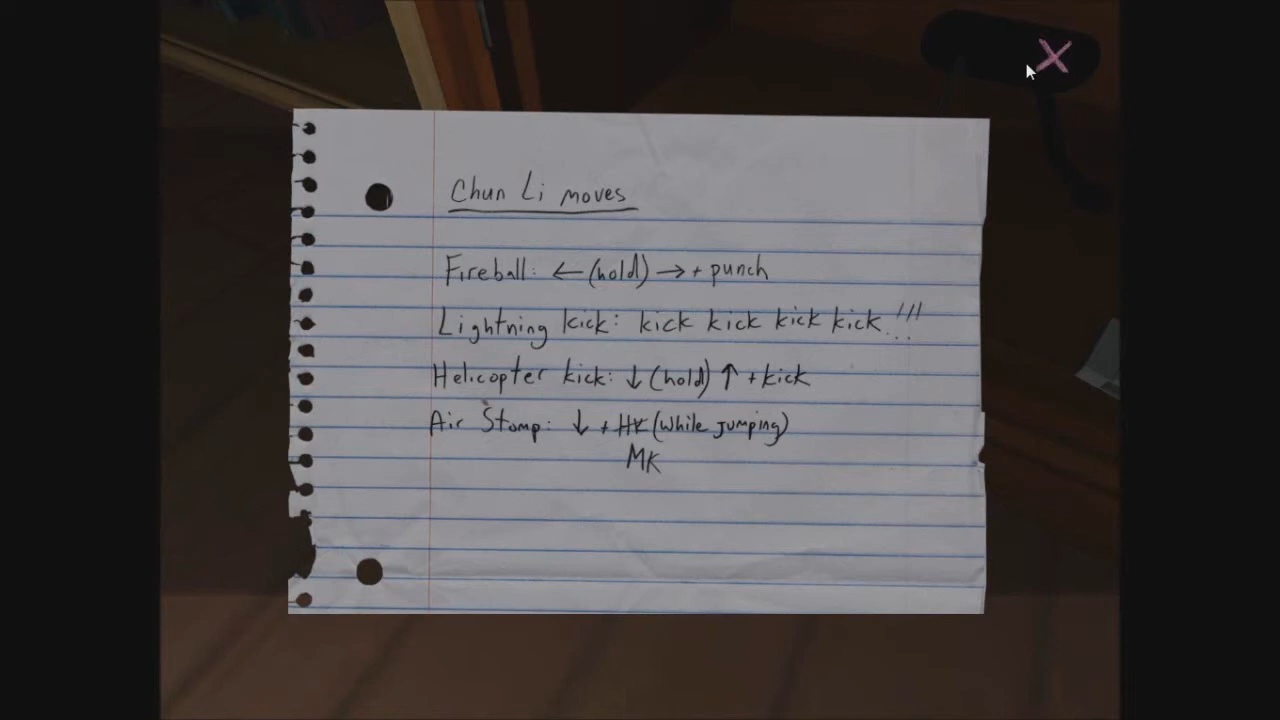 Chun Li moves
Fireball: ← (hold) → + punch
Lightning kick: kick kick kick kick...!!!
Helicopter kick: ↓ (hold) ↑ + kick
Air Stomp: ↓ + HK (while jumping)
MK